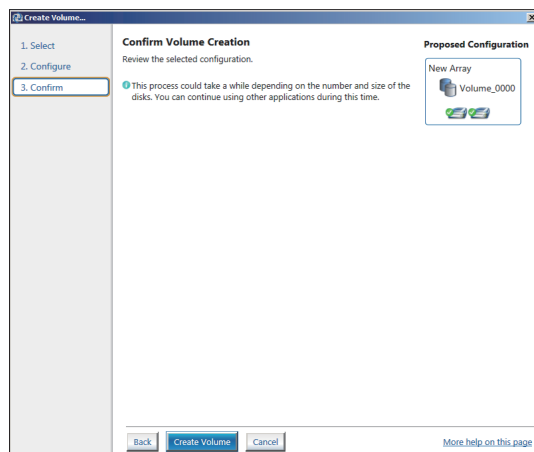 Create Volume...
1. Select
2. Configure
3. Confirm
Confirm Volume Creation
Review the selected configuration.
This process could take a while depending on the number and size of the
disks. You can continue using other applications during this time.
Proposed Configuration
New Array
Volume_0000
Back
Create Volume
Cancel
More help on this page